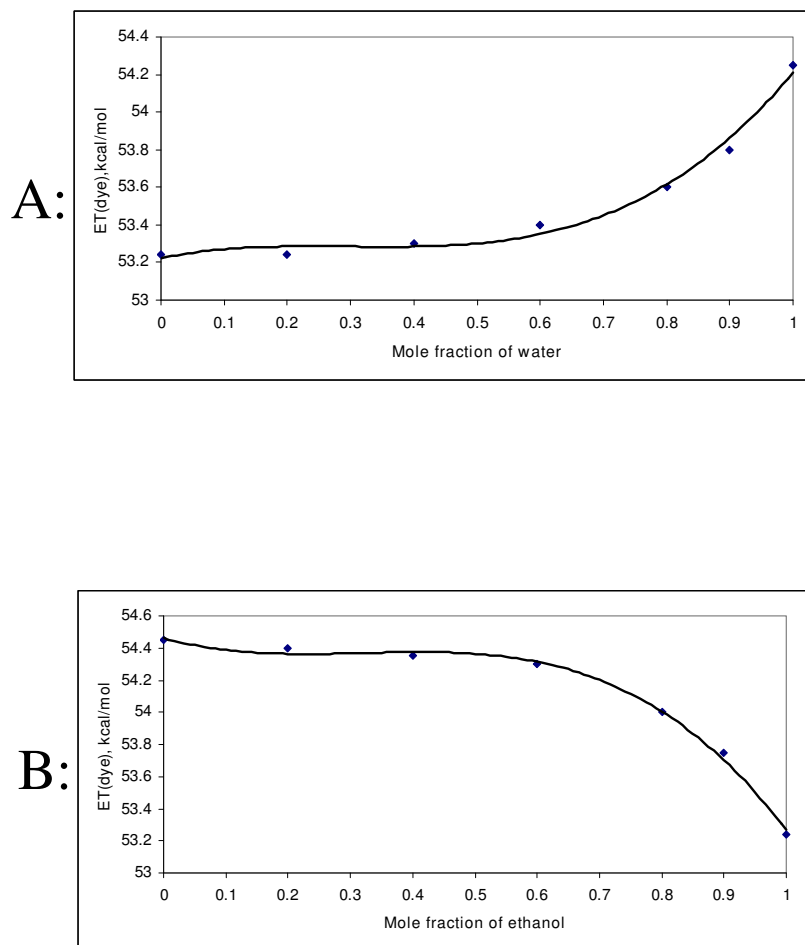 A:
ET(dye),kcal/mol
54.4
54.2
54
53.8
53.6
53.4
53.2
53
0 0.1 0.2 0.3 0.4 0.5 0.6 0.7 0.8 0.9 1
Mole fraction of water
B:
ET(dye), kcal/mol
54.6
54.4
54.2
54
53.8
53.6
53.4
53.2
53
0 0.1 0.2 0.3 0.4 0.5 0.6 0.7 0.8 0.9 1
Mole fraction of ethanol